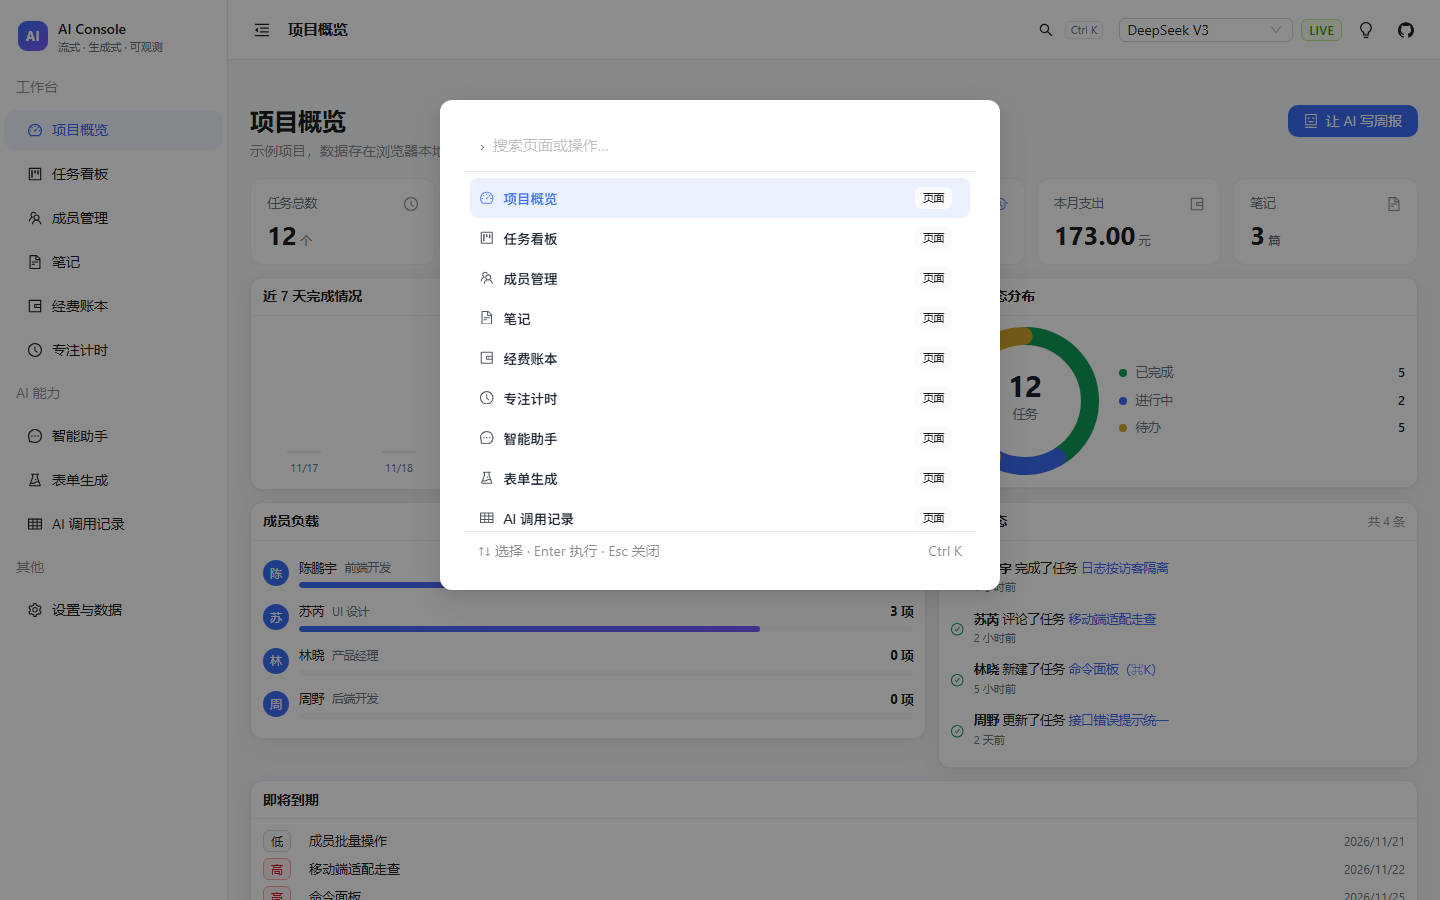 AI
AI Console
流式 · 生成式 · 可观测
工作台
项目概览
任务看板
成员管理
笔记
经费账本
专注计时
AI 能力
智能助手
表单生成
AI 调用记录
其他
设置与数据
项目概览
Ctrl K
DeepSeek V3
LIVE
项目概览
示例项目，数据存在浏览器本地
让 AI 写周报
任务总数
12 个
本月支出
173.00 元
笔记
3 篇
近 7 天完成情况
11/17
11/18
态分布
12
任务
已完成 5
进行中 2
待办 5
成员负载
陈
陈鹏宇 前端开发
苏
苏芮 UI 设计
3 项
林
林晓 产品经理
0 项
周
周野 后端开发
0 项
态
共 4 条
宇 完成了任务 日志按访客隔离
时前
苏芮 评论了任务 移动端适配走查
2 小时前
林晓 新建了任务 命令面板（⌘K）
5 小时前
周野 更新了任务 接口错误提示统一
2 天前
即将到期
低 成员批量操作 2026/11/21
高 移动端适配走查 2026/11/22
高 命令面板 2026/11/25
› 搜索页面或操作...
项目概览 页面
任务看板 页面
成员管理 页面
笔记 页面
经费账本 页面
专注计时 页面
智能助手 页面
表单生成 页面
AI 调用记录 页面
↑↓ 选择 · Enter 执行 · Esc 关闭
Ctrl K